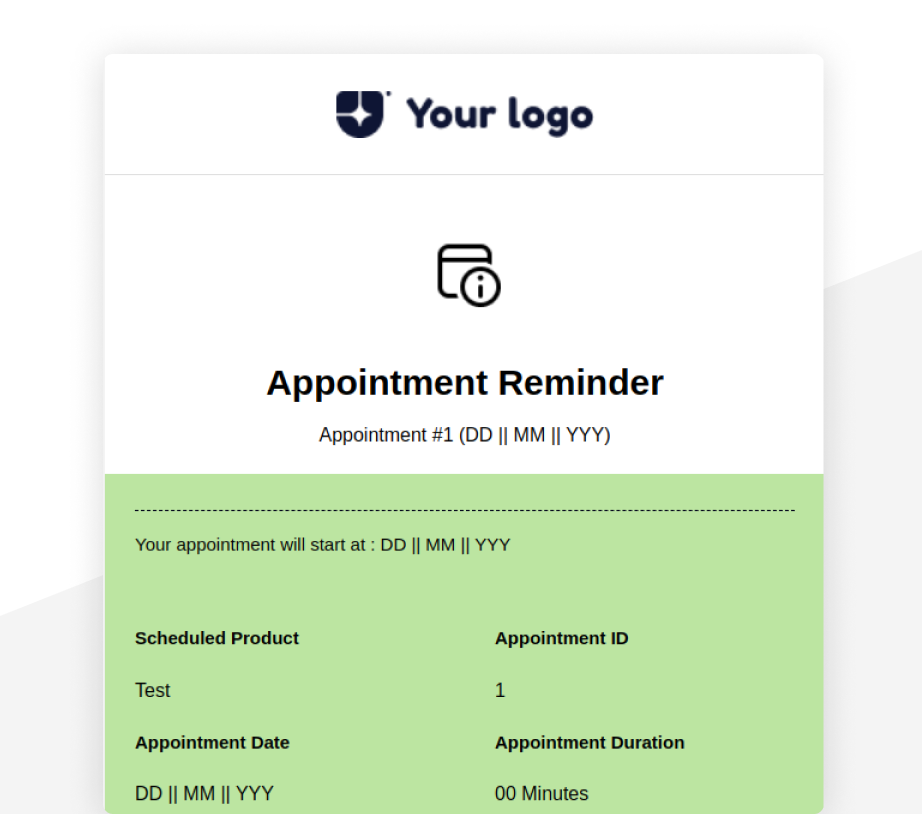 Your logo
Appointment Reminder
Appointment #1 (DD || MM || YYY)
Your appointment will start at : DD || MM || YYY
Scheduled Product
Appointment ID
Test
1
Appointment Date
Appointment Duration
DD || MM || YYY
00 Minutes